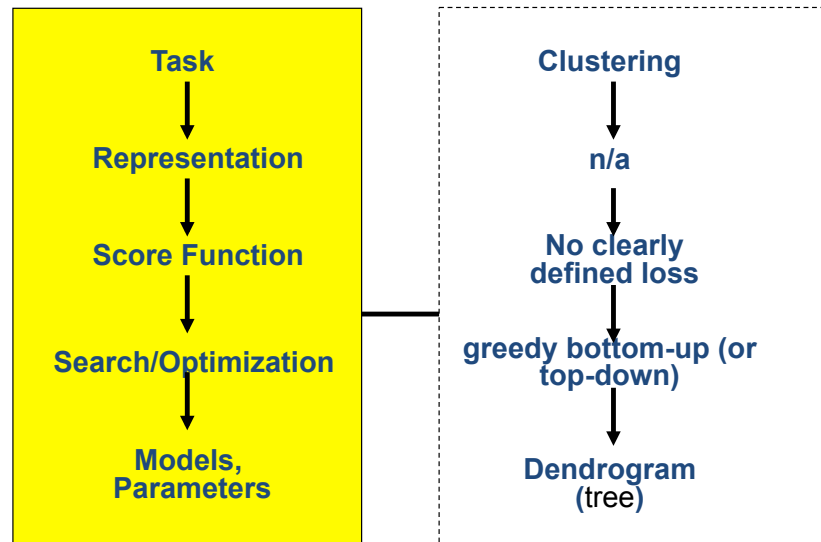 Task
Representation
Score Function
Search/Optimization
Models,
Parameters
Clustering
n/a
No clearly
defined loss
greedy bottom-up (or
top-down)
Dendrogram
(tree)